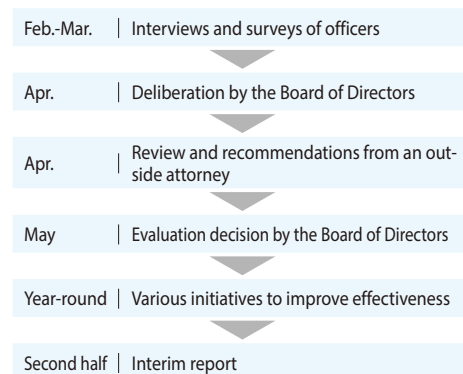 Feb.-Mar. | Interviews and surveys of officers
Apr. | Deliberation by the Board of Directors
Apr. | Review and recommendations from an out-
side attorney
May | Evaluation decision by the Board of Directors
Year-round | Various initiatives to improve effectiveness
Second half | Interim report